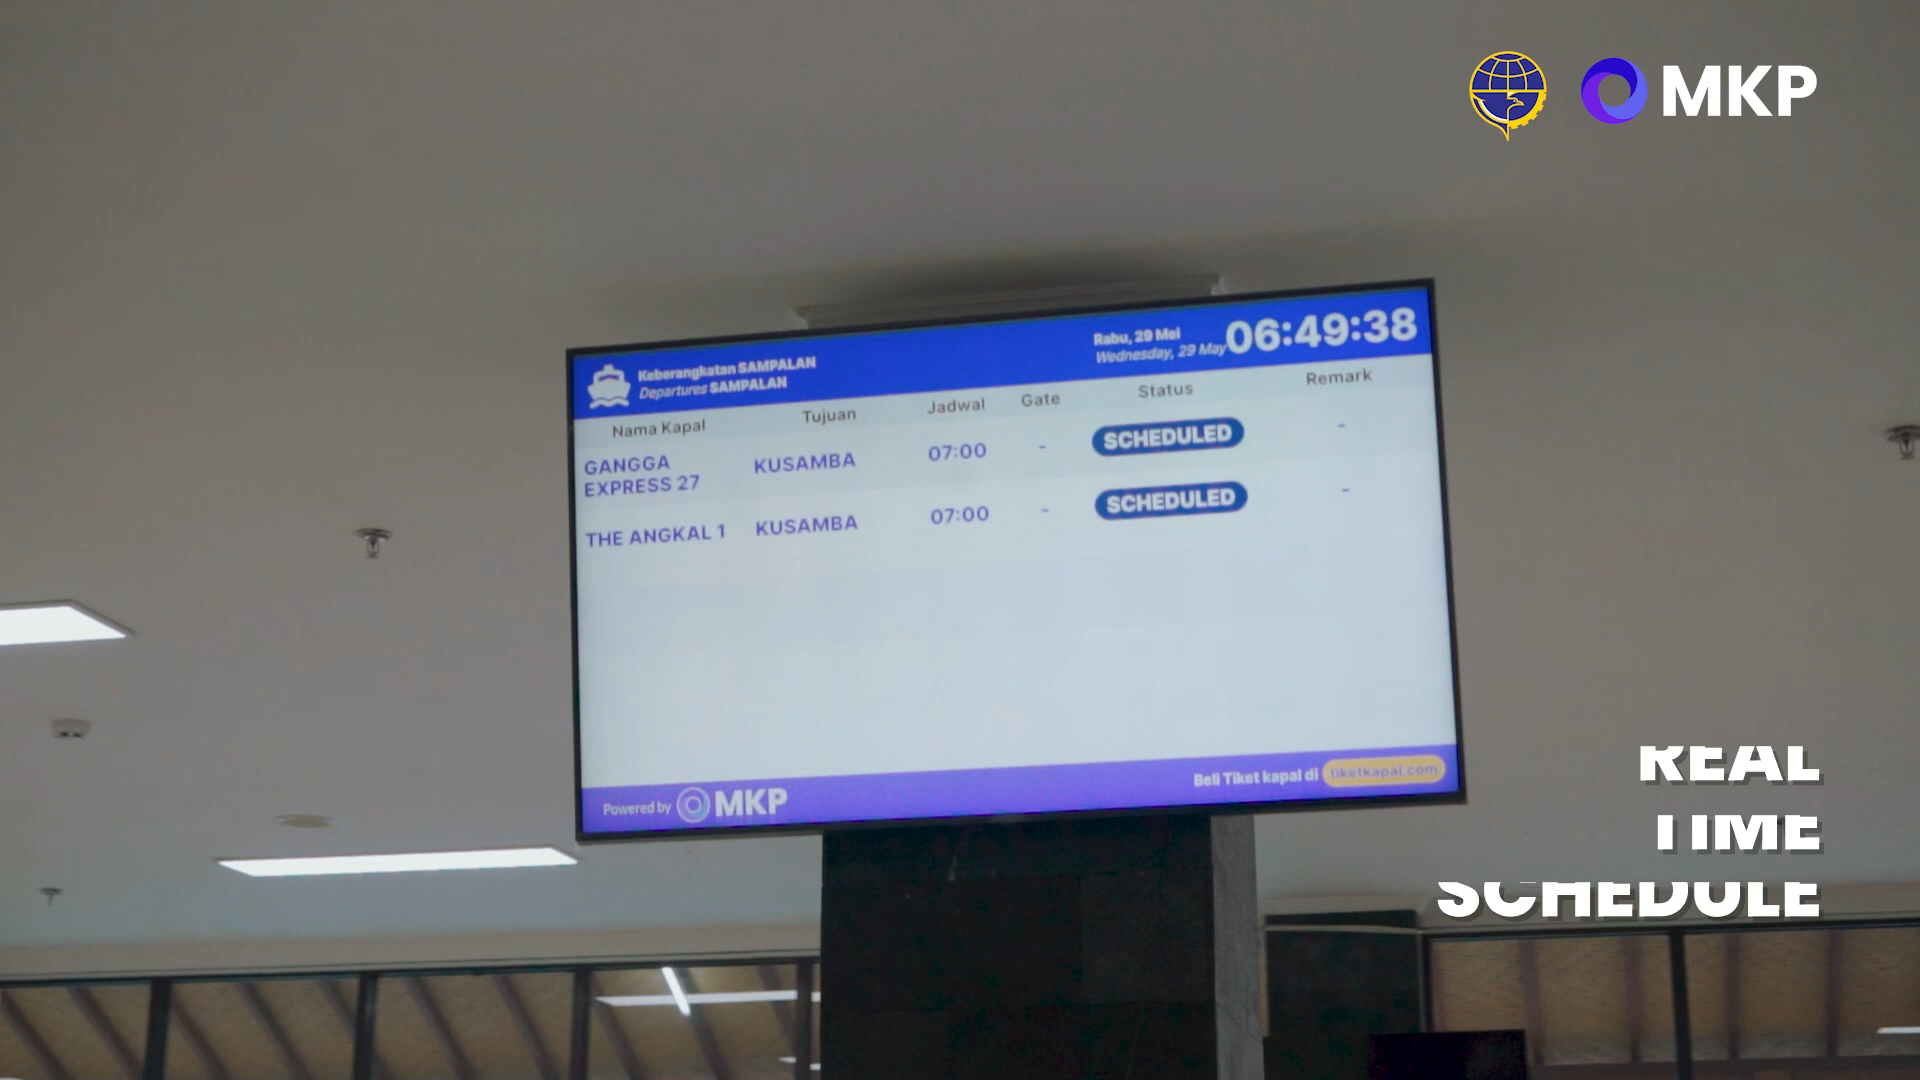 MKP
Keberangkatan SAMPALAN
Departures SAMPALAN
Rabu, 29 Mei
Wednesday, 29 May
06:49:38
Nama Kapal Tujuan Jadwal Gate Status Remark
GANGGA
EXPRESS 27 KUSAMBA 07:00 - SCHEDULED -
THE ANGKAL 1 KUSAMBA 07:00 - SCHEDULED -
Powered by MKP
Beli Tiket kapal di tiketkapal.com
REAL
TIME
SCHEDULE